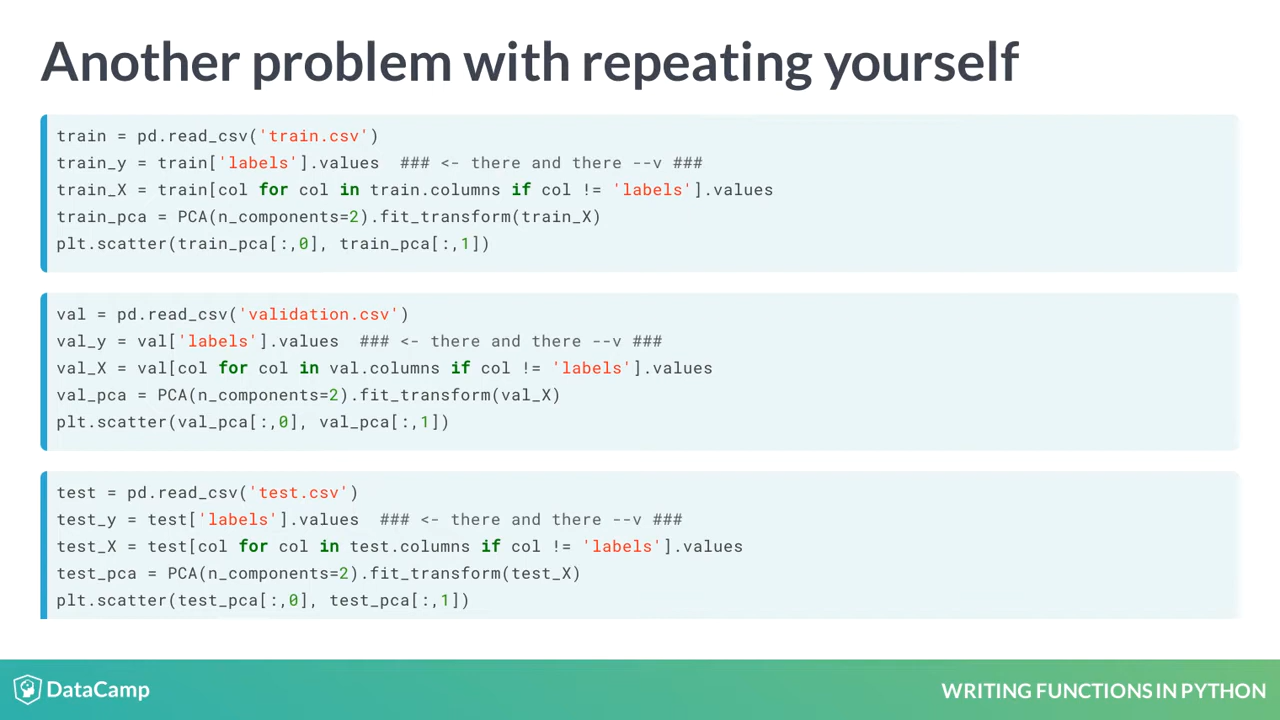 Another problem with repeating yourself
train = pd.read_csv('train.csv')
train_y = train['labels'].values  ### <- there and there --v ###
train_X = train[col for col in train.columns if col != 'labels'].values
train_pca = PCA(n_components=2).fit_transform(train_X)
plt.scatter(train_pca[:,0], train_pca[:,1])
val = pd.read_csv('validation.csv')
val_y = val['labels'].values  ### <- there and there --v ###
val_X = val[col for col in val.columns if col != 'labels'].values
val_pca = PCA(n_components=2).fit_transform(val_X)
plt.scatter(val_pca[:,0], val_pca[:,1])
test = pd.read_csv('test.csv')
test_y = test['labels'].values  ### <- there and there --v ###
test_X = test[col for col in test.columns if col != 'labels'].values
test_pca = PCA(n_components=2).fit_transform(test_X)
plt.scatter(test_pca[:,0], test_pca[:,1])
DataCamp
WRITING FUNCTIONS IN PYTHON